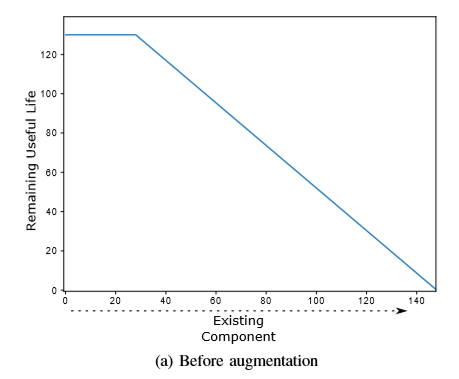 Remaining Useful Life
120
100
80
60
40
20
0
0 20 40 60 80 100 120 140
Existing
Component
(a) Before augmentation